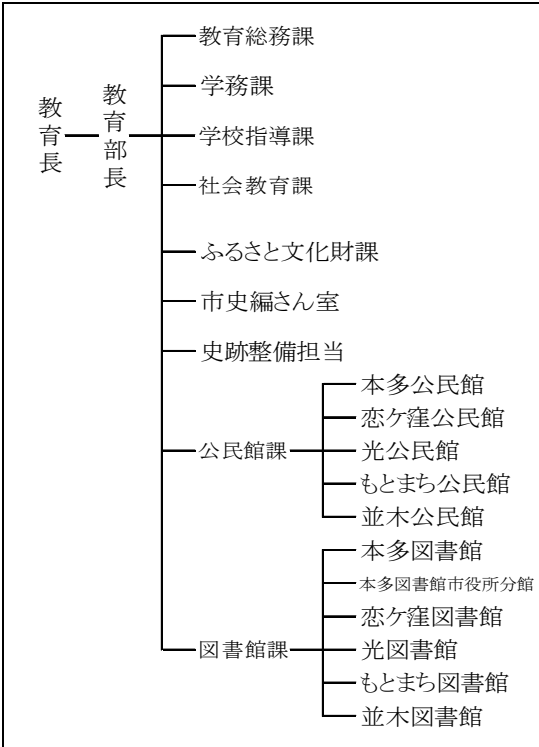 教育長
教育部長
教育総務課
学務課
学校指導課
社会教育課
ふるさと文化財課
市史編さん室
史跡整備担当
公民館課
本多公民館
恋ケ窪公民館
光公民館
もとまち公民館
並木公民館
図書館課
本多図書館
本多図書館市役所分館
恋ケ窪図書館
光図書館
もとまち図書館
並木図書館